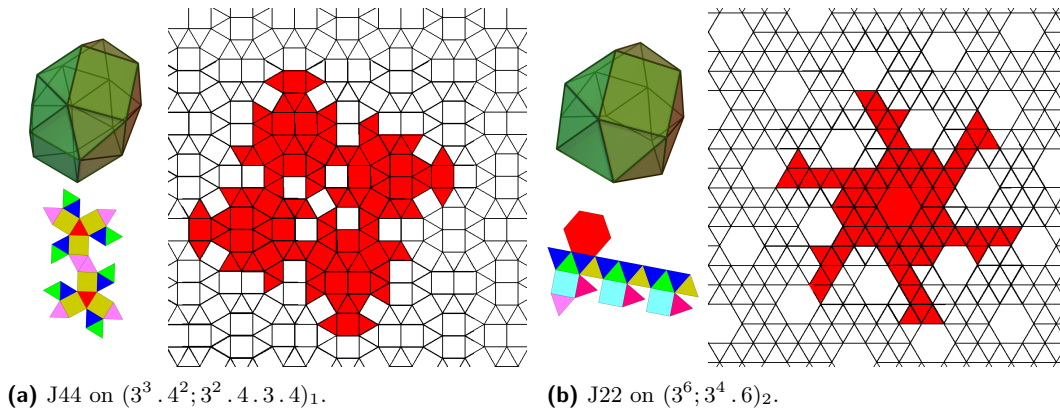 (a) J44 on (3³.4²;3².4.3.4)₁.
(b) J22 on (3⁶;3⁴.6)₂.